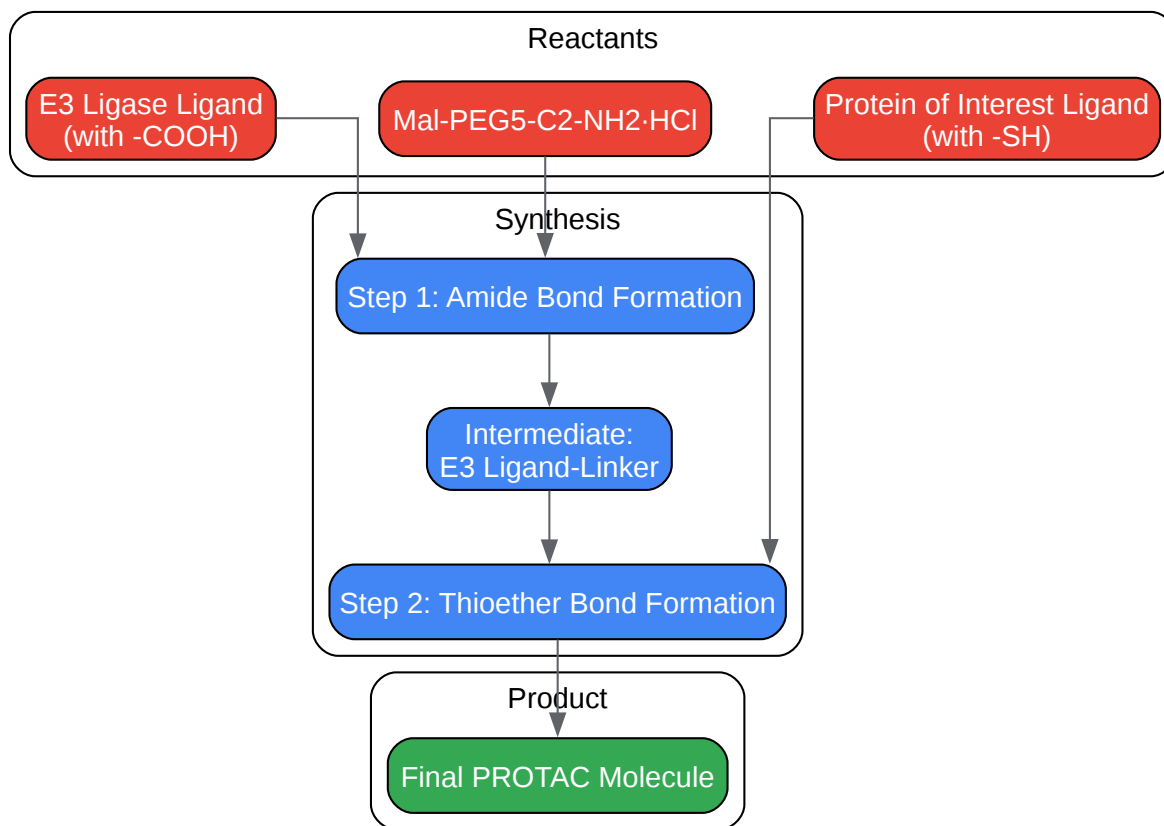 Reactants
E3 Ligase Ligand
(with -COOH)
Mal-PEG5-C2-NH2·HCl
Protein of Interest Ligand
(with -SH)
Synthesis
Step 1: Amide Bond Formation
Intermediate:
E3 Ligand-Linker
Step 2: Thioether Bond Formation
Product
Final PROTAC Molecule